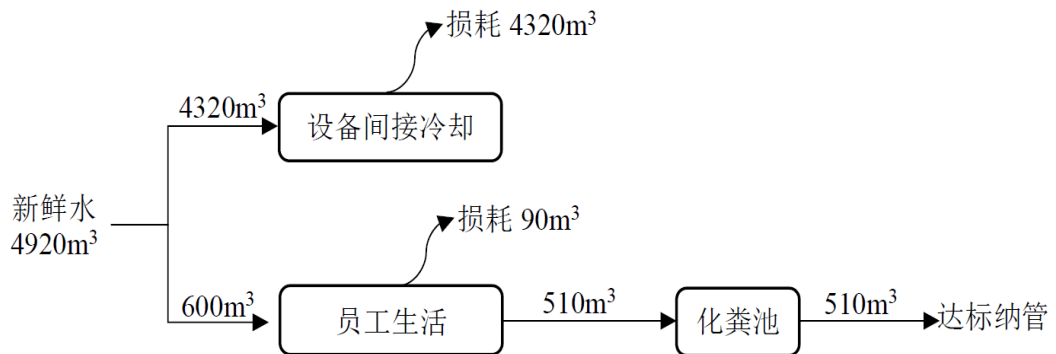 损耗 4320m³
4320m³
设备间接冷却
新鲜水
4920m³
损耗 90m³
600m³
员工生活
510m³
化粪池
510m³
达标纳管